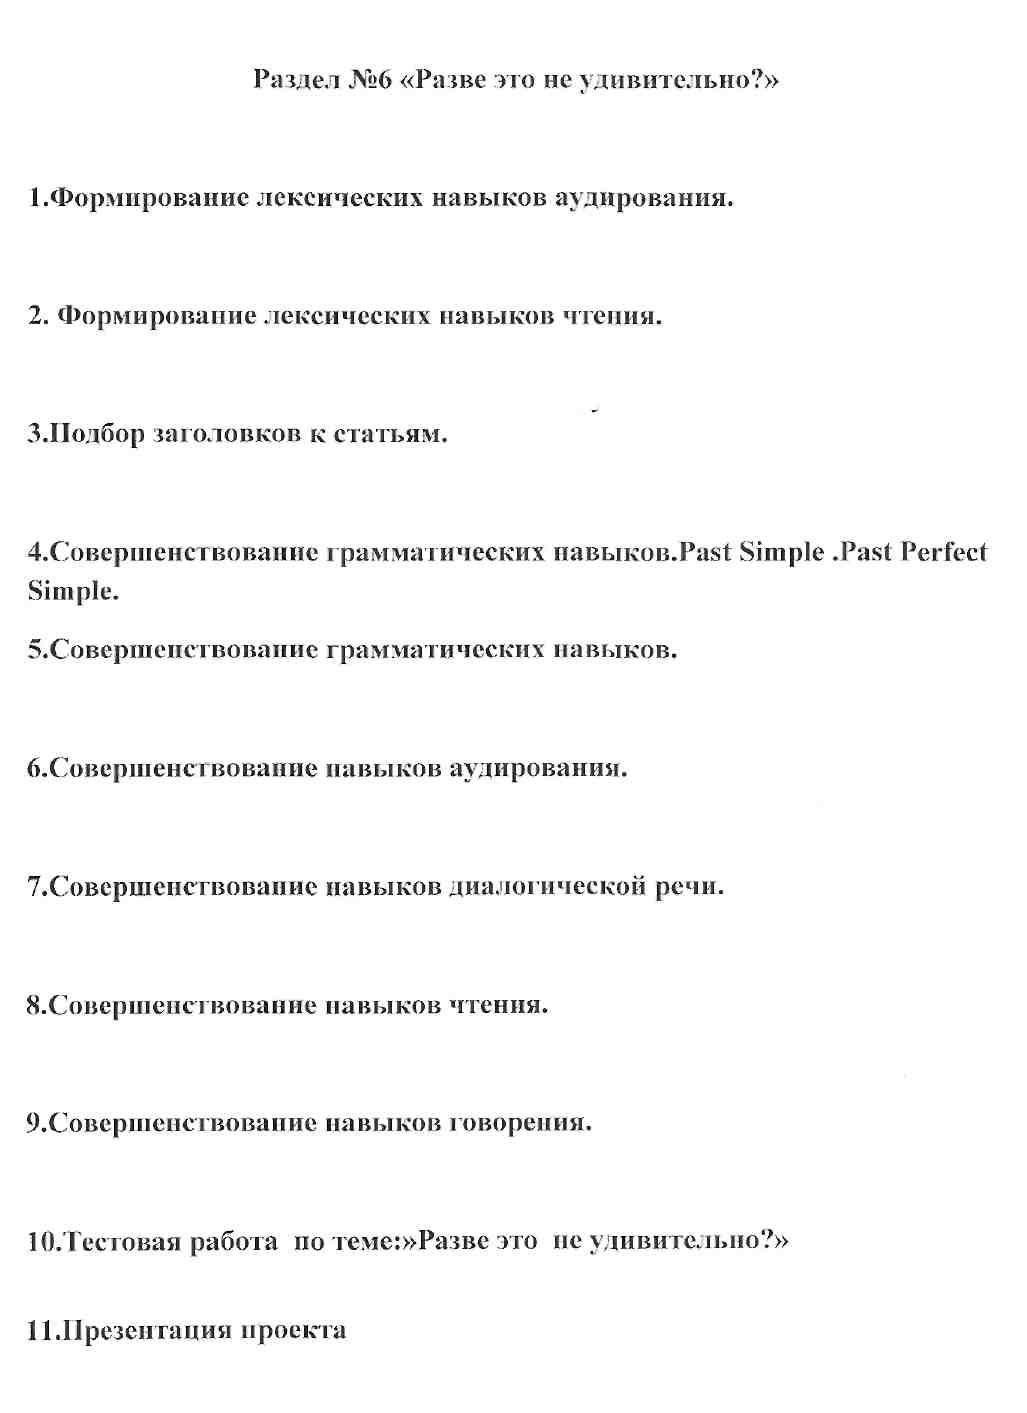 Раздел №6 «Разве это не удивительно?»
1.Формирование лексических навыков аудирования.
2. Формирование лексических навыков чтения.
3.Подбор заголовков к статьям.
4.Совершенствование грамматических навыков.Past Simple .Past Perfect
Simple.
5.Совершенствование грамматических навыков.
6.Совершенствование навыков аудирования.
7.Совершенствование навыков диалогической речи.
8.Совершенствование навыков чтения.
9.Совершенствование навыков говорения.
10.Тестовая работа  по теме:»Разве это  не удивительно?»
11.Презентация проекта